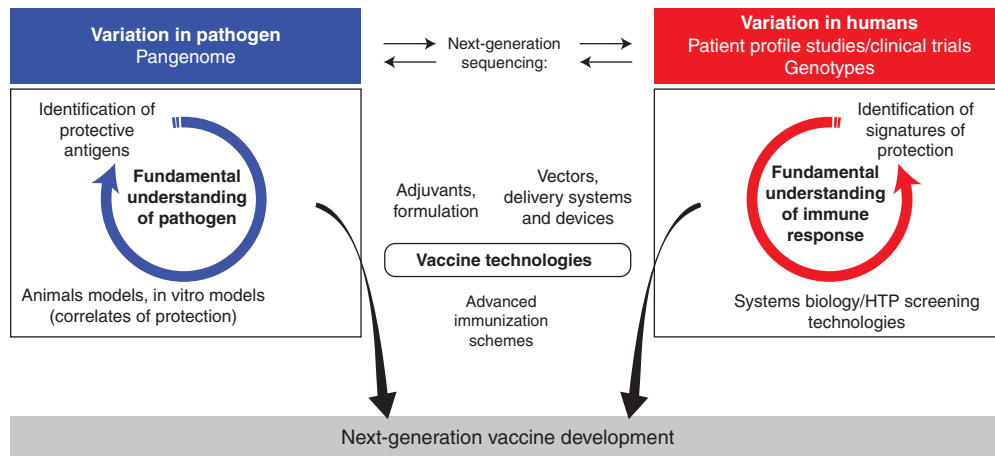 Variation in pathogen
Pangenome
Next-generation
sequencing:
Variation in humans
Patient profile studies/clinical trials
Genotypes
Identification of
protective
antigens
Fundamental
understanding
of pathogen
Animals models, in vitro models
(correlates of protection)
Adjuvants,
formulation
Vectors,
delivery systems
and devices
Vaccine technologies
Advanced
immunization
schemes
Identification of
signatures of
protection
Fundamental
understanding
of immune
response
Systems biology/HTP screening
technologies
Next-generation vaccine development